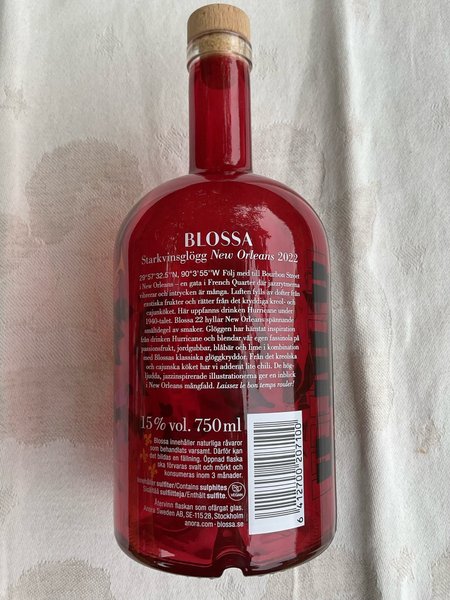 BLOSSA
Starkvinsglögg New Orleans 2022
29°57'32.5"N, 90°3'55"W Följ med till Bourbon Street
i New Orleans – en gata i French Quarter där jazzrytmerna
vibrerar och intrycken är många. Luften fylls av dofter från
exotiska frukter och rätter från det kryddiga kreol- och
cajunköket. Här uppfanns drinken Hurricane under
1940-talet. Blossa 22 hyllar New Orleans spännande
smältdegel av smaker. Glöggen har hämtat inspiration
från drinken Hurricane och blendar vår egen fassionola på
passionsfrukt, jordgubbar, blåbär och lime i kombination
med Blossas klassiska glöggkryddor. Från det kreolska
och cajunska köket har vi adderat lite chili. De hög-
ljudda, jazzinspirerade illustrationerna ger en inblick
i New Orleans mångfald. Laissez le bon temps rouler!
15% vol. 750ml
Blossa innehåller naturliga råvaror
som behandlats varsamt. Därför kan
det bildas en fällning. Öppnad flaska
ska förvaras svalt och mörkt och
konsumeras inom 3 månader.
Innehåller sulfiter/Contains sulphites
Sisältää sulfiitteja/Enthält sulfite.
VEGAN
Återvinn flaskan som ofärgat glas.
Anora Sweden AB, SE-115 28, Stockholm
anora.com - blossa.se
6 412700 207100